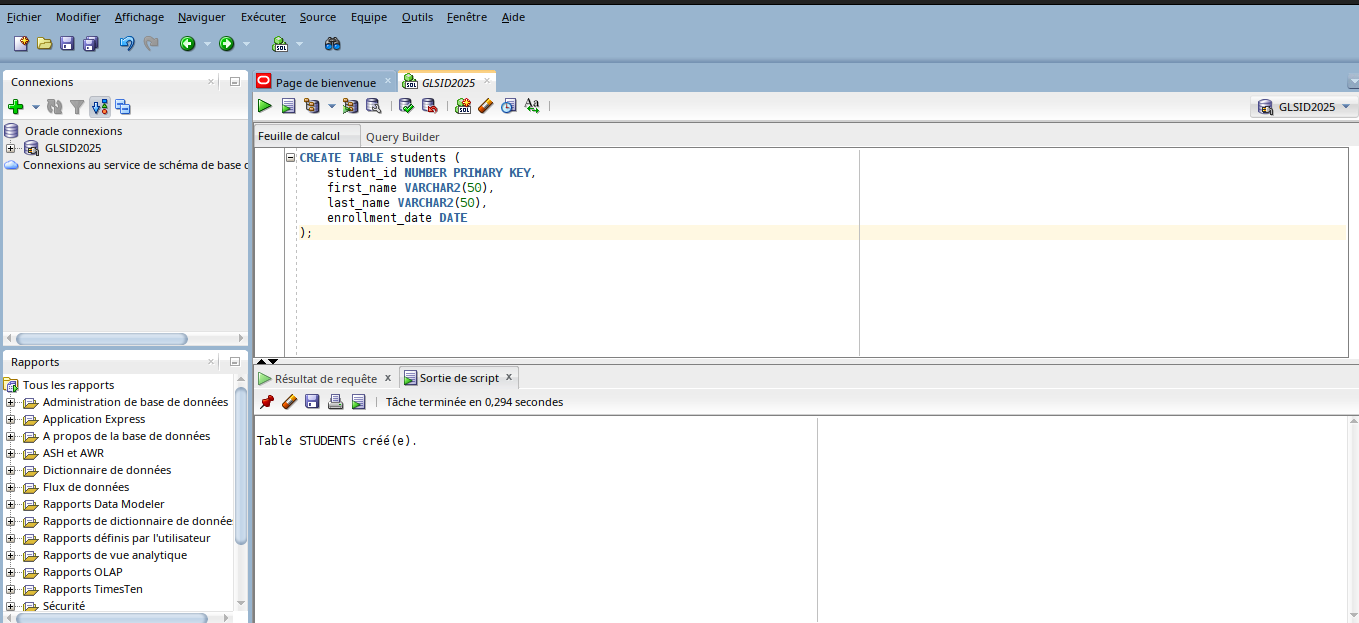 Fichier Modifier Affichage Naviguer Exécuter Source Equipe Outils Fenêtre Aide
SQL
Connexions
Oracle connexions
GLSID2025
Connexions au service de schéma de base
Rapports
Tous les rapports
Administration de base de données
Application Express
A propos de la base de données
ASH et AWR
Dictionnaire de données
Flux de données
Rapports Data Modeler
Rapports de dictionnaire de donnée
Rapports définis par l'utilisateur
Rapports de vue analytique
Rapports OLAP
Rapports TimesTen
Sécurité
Page de bienvenue
SQL GLSID2025
SQL Aa
GLSID2025
Feuille de calcul Query Builder
CREATE TABLE students (
student_id NUMBER PRIMARY KEY,
first_name VARCHAR2(50),
last_name VARCHAR2(50),
enrollment_date DATE
);
Résultat de requête x Sortie de script x
Tâche terminée en 0,294 secondes
Table STUDENTS créé(e).